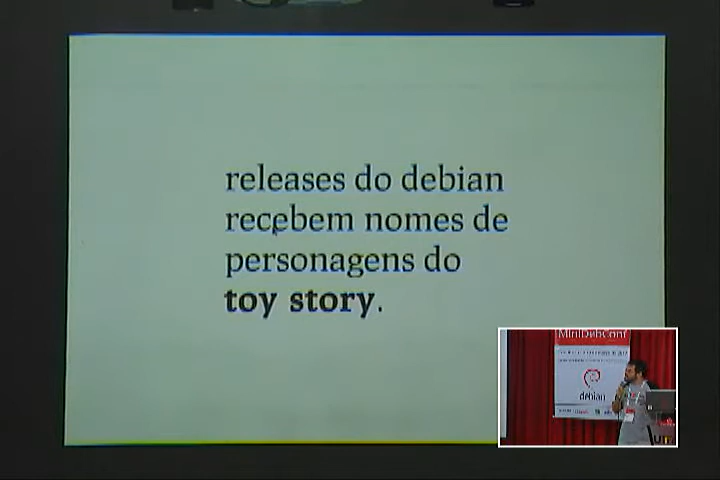 releases do debian
recebem nomes de
personagens do
toy story.
MiniDebConf
debian